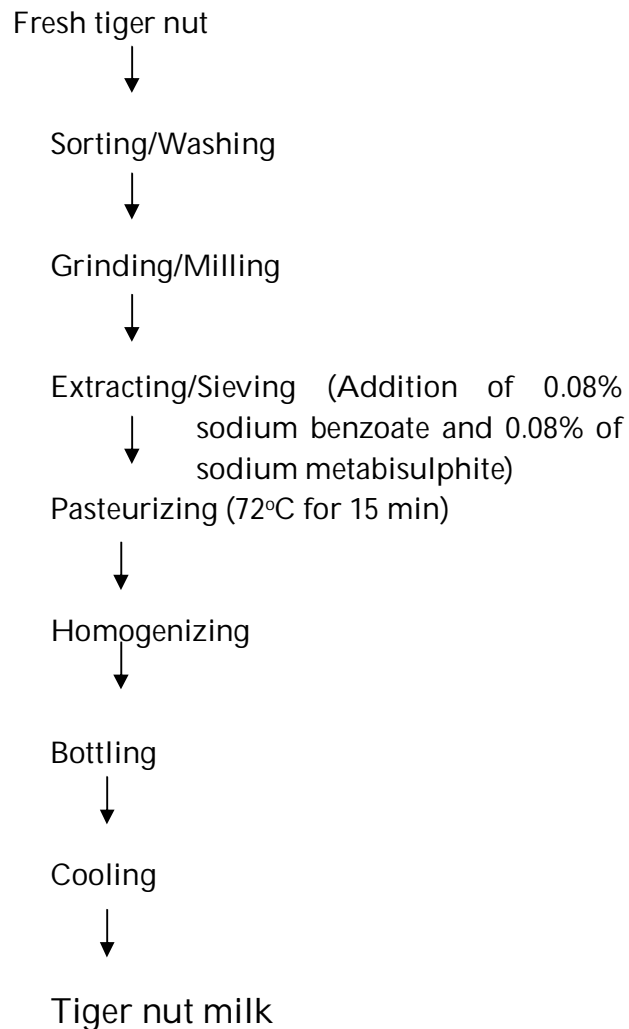 Fresh tiger nut
Sorting/Washing
Grinding/Milling
Extracting/Sieving (Addition of 0.08%
sodium benzoate and 0.08% of
sodium metabisulphite)
Pasteurizing (72ºC for 15 min)
Homogenizing
Bottling
Cooling
Tiger nut milk